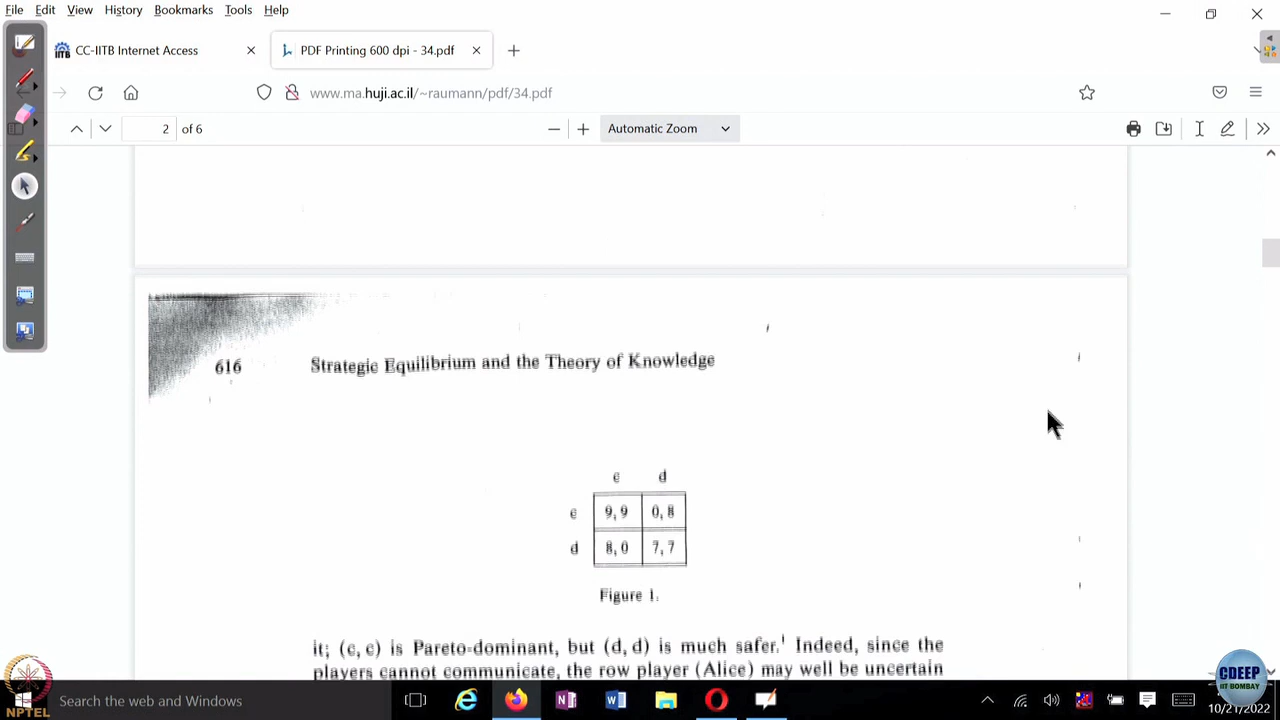 File Edit View History Bookmarks Tools Help
CC-IITB Internet Access
PDF Printing 600 dpi - 34.pdf
www.ma.huji.ac.il/~raumann/pdf/34.pdf
2 of 6
Automatic Zoom
616 Strategic Equilibrium and the Theory of Knowledge
c d
c 9,9 0,8
d 8,0 7,7
Figure 1.
it; (c, c) is Pareto-dominant, but (d, d) is much safer.¹ Indeed, since the
players cannot communicate, the row player (Alice) may well be uncertain
Search the web and Windows
10/21/2022
NPTEL
CDEEP
IIT BOMBAY